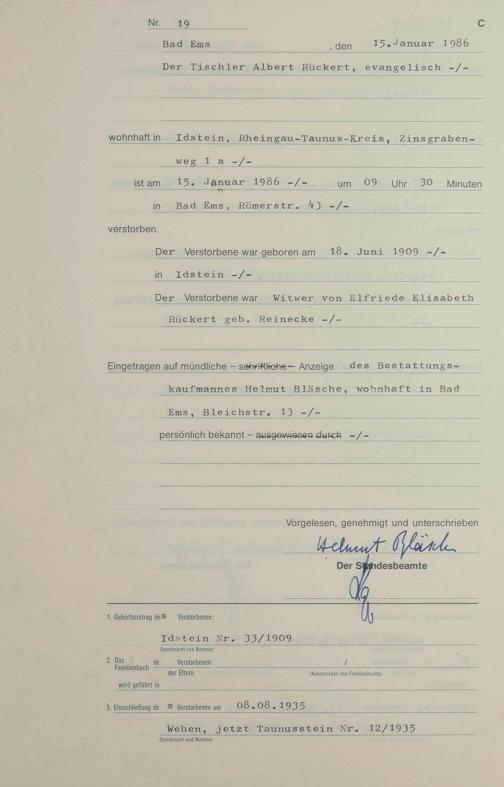 Nr. 19 C
Bad Ems , den 15.Januar 1986
Der Tischler Albert Rückert, evangelisch -/-
wohnhaft in Idstein, Rheingau-Taunus-Kreis, Zinsgraben-
weg 1 a -/-
ist am 15. Januar 1986 -/- um 09 Uhr 30 Minuten
in Bad Ems, Römerstr. 43 -/-
verstorben.
Der Verstorbene war geboren am 18. Juni 1909 -/-
in Idstein -/-
Der Verstorbene war Witwer von Elfriede Elisabeth
Rückert geb. Reinecke -/-
Eingetragen auf mündliche - schriftliche - Anzeige des Bestattungs-
kaufmannes Helmut Bläsche, wohnhaft in Bad
Ems, Bleichstr. 13 -/-
persönlich bekannt - ausgewiesen durch -/-
Vorgelesen, genehmigt und unterschrieben
Helmut Bläsche
Der Standesbeamte
1. Geburtseintrag des Verstorbenen:
Idstein Nr. 33/1909
Standesamt und Nummer
2. Das Familienbuch de Verstorbenen /
der Eltern (Kennzeichen des Familienbuchs)
wird geführt in
3. Eheschließung de s Verstorbenen am 08.08.1935
Wehen, jetzt Taunusstein Nr. 12/1935
Standesamt und Nummer